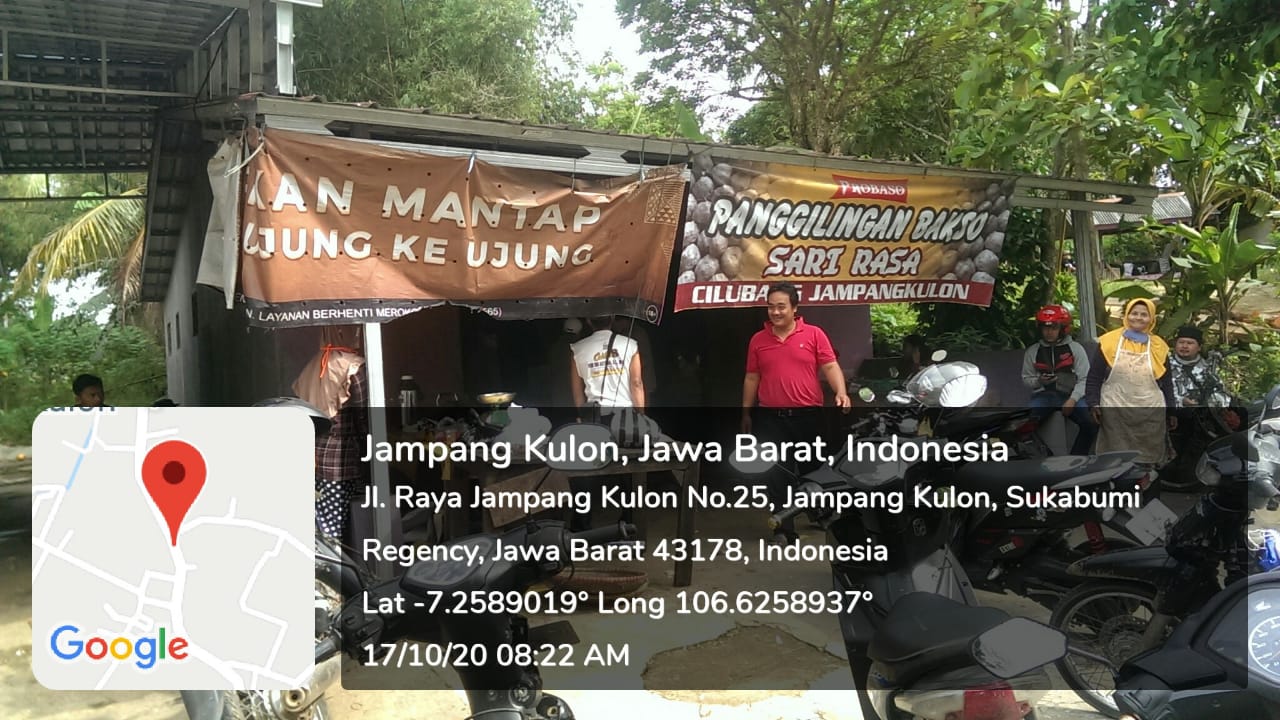 KAN MANTAP
UJUNG KE UJUNG
LAYANAN BERHENTI MEROKO
PROBASO
PANGGILINGAN BAKSO
SARI RASA
JAMPANGKULON
Jampang Kulon, Jawa Barat, Indonesia
Jl. Raya Jampang Kulon No.25, Jampang Kulon, Sukabumi
Regency, Jawa Barat 43178, Indonesia
Lat -7.2589019° Long 106.6258937°
17/10/20 08:22 AM
Google